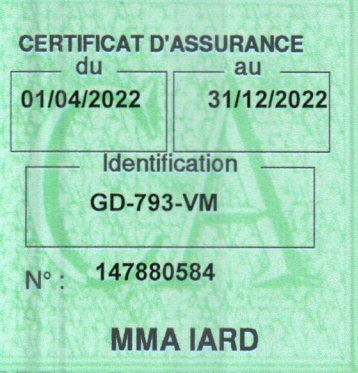 CERTIFICAT D'ASSURANCE
du au
01/04/2022 31/12/2022
Identification
GD-793-VM
N° : 147880584
MMA IARD